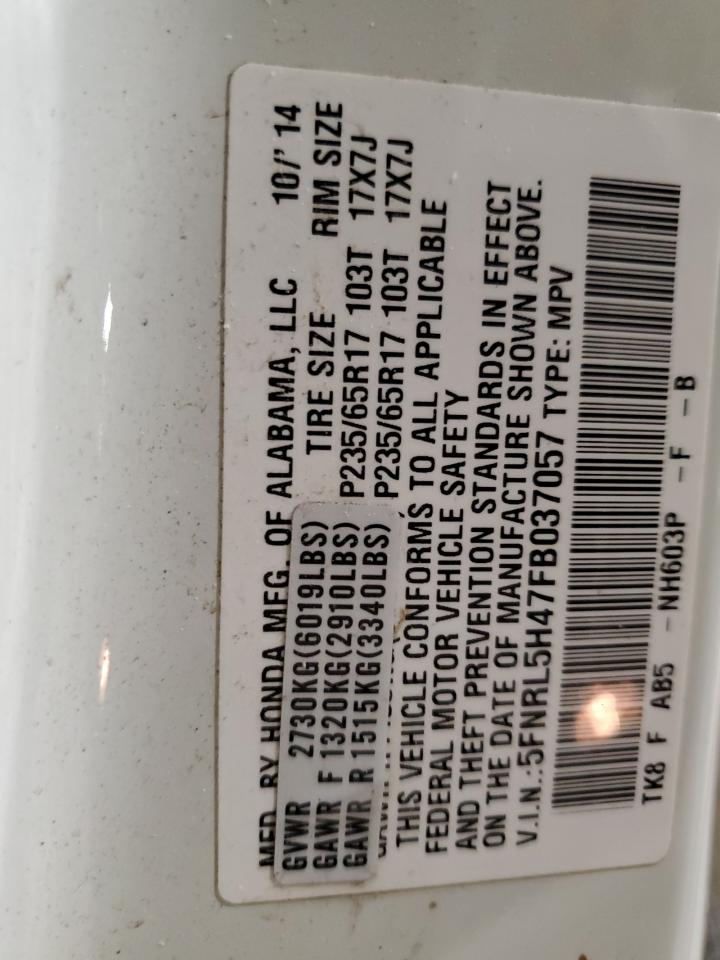 MFD. BY HONDA MFG. OF ALABAMA, LLC 10/'14
TIRE SIZE RIM SIZE
GVWR 2730KG(6019LBS)
GAWR F 1320KG(2910LBS) P235/65R17 103T 17X7J
GAWR R 1515KG(3340LBS) P235/65R17 103T 17X7J
THIS VEHICLE CONFORMS TO ALL APPLICABLE
FEDERAL MOTOR VEHICLE SAFETY
AND THEFT PREVENTION STANDARDS IN EFFECT
ON THE DATE OF MANUFACTURE SHOWN ABOVE.
V.I.N.:5FNRL5H47FB037057 TYPE: MPV
TK8 F AB5 -NH603P -F -B